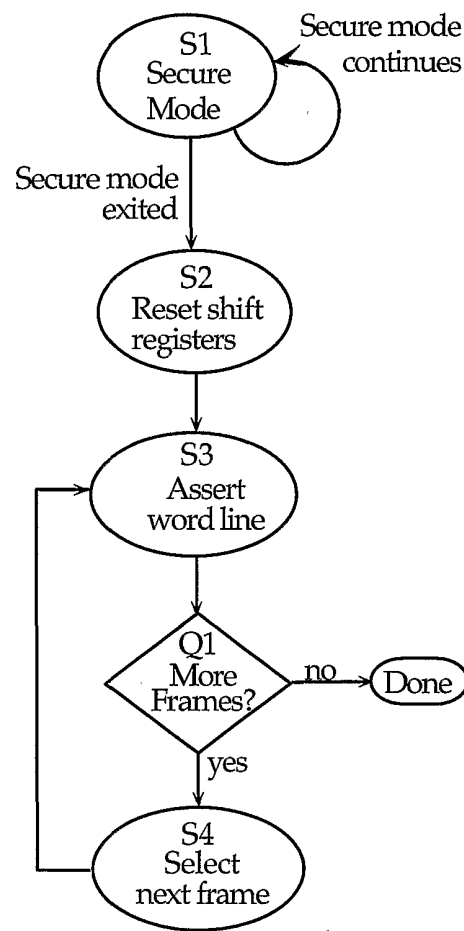 S1
Secure
Mode
Secure mode
continues
Secure mode
exited
S2
Reset shift
registers
S3
Assert
word line
Q1
More
Frames?
no
Done
yes
S4
Select
next frame